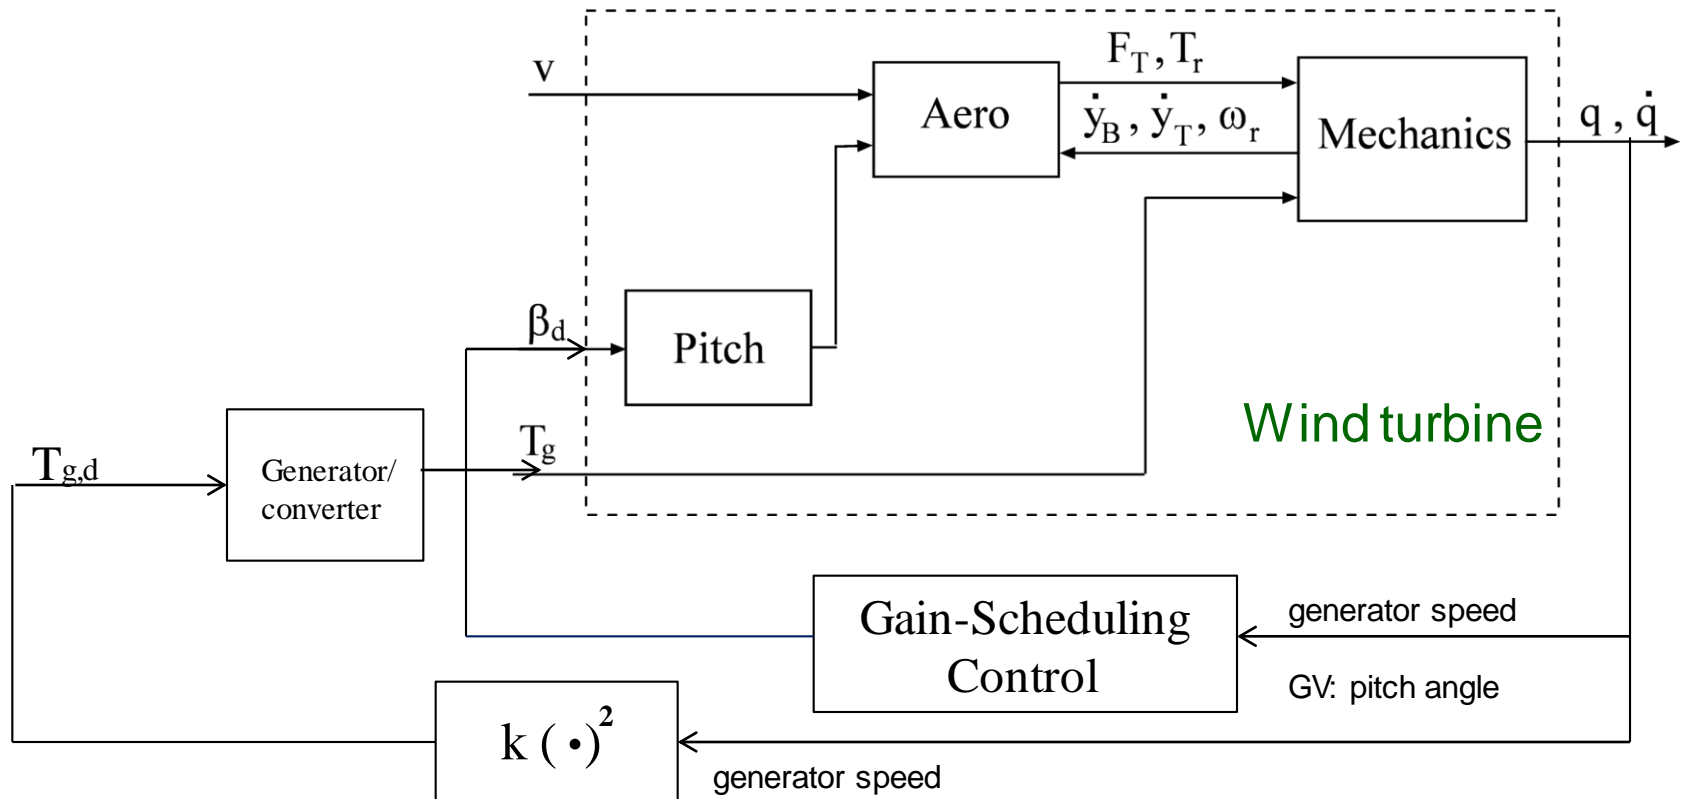 v
F_T , T_r
Aero
ẏ_B , ẏ_T , ω_r
Mechanics
q , q̇
β_d
Pitch
Wind turbine
T_g
T_g,d
Generator/
converter
Gain-Scheduling
Control
generator speed
GV: pitch angle
k ( • )²
generator speed